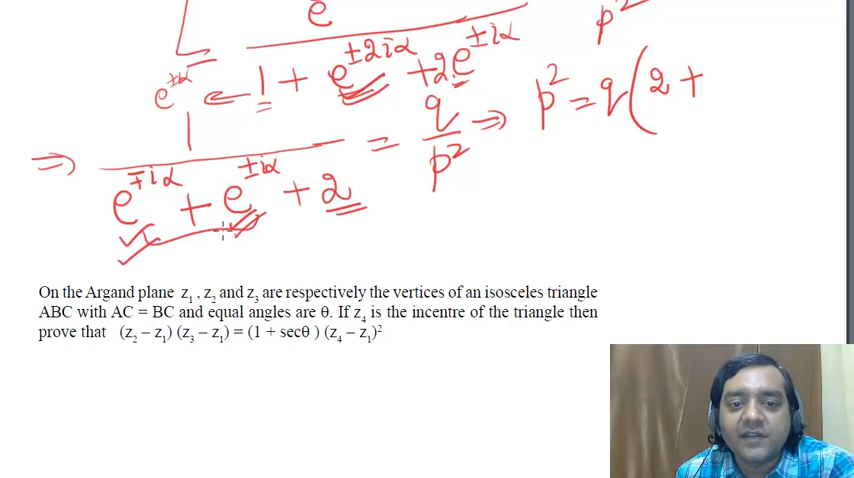 e
p²
1 + e^{±2iα} + 2e^{±iα}
e^{±iα} ←
⇒ 1 / (e^{∓iα} + e^{±iα} + 2) = q/p² ⇒ p² = q(2 +
On the Argand plane z₁ , z₂ and z₃ are respectively the vertices of an isosceles triangle
ABC with AC = BC and equal angles are θ. If z₄ is the incentre of the triangle then
prove that (z₂ – z₁) (z₃ – z₁) = (1 + secθ ) (z₄ – z₁)²